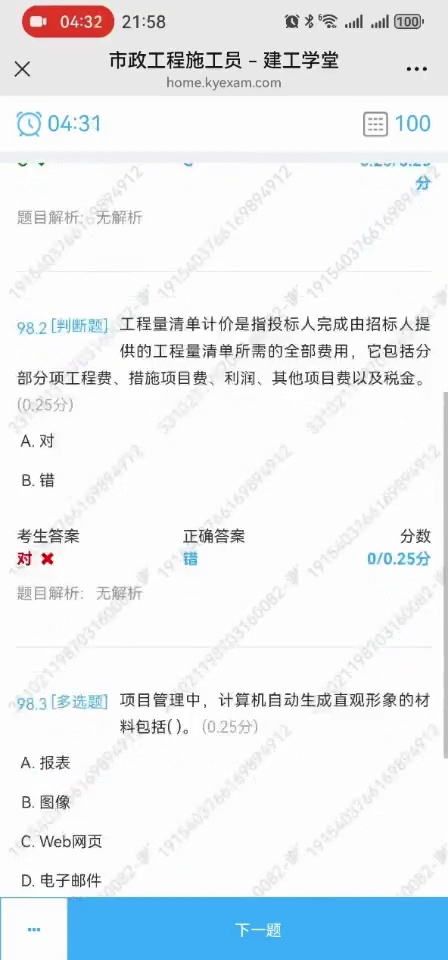 04:32 21:58 100
市政工程施工员 – 建工学堂
home.kyexam.com
04:31 100
分
题目解析: 无解析
98.2 [判断题] 工程量清单计价是指投标人完成由招标人提
供的工程量清单所需的全部费用，它包括分
部分项工程费、措施项目费、利润、其他项目费以及税金。
(0.25分)
A. 对
B. 错
考生答案 正确答案 分数
对 错 0/0.25分
题目解析: 无解析
98.3 [多选题] 项目管理中，计算机自动生成直观形象的材
料包括( )。(0.25分)
A. 报表
B. 图像
C. Web网页
D. 电子邮件
下一题